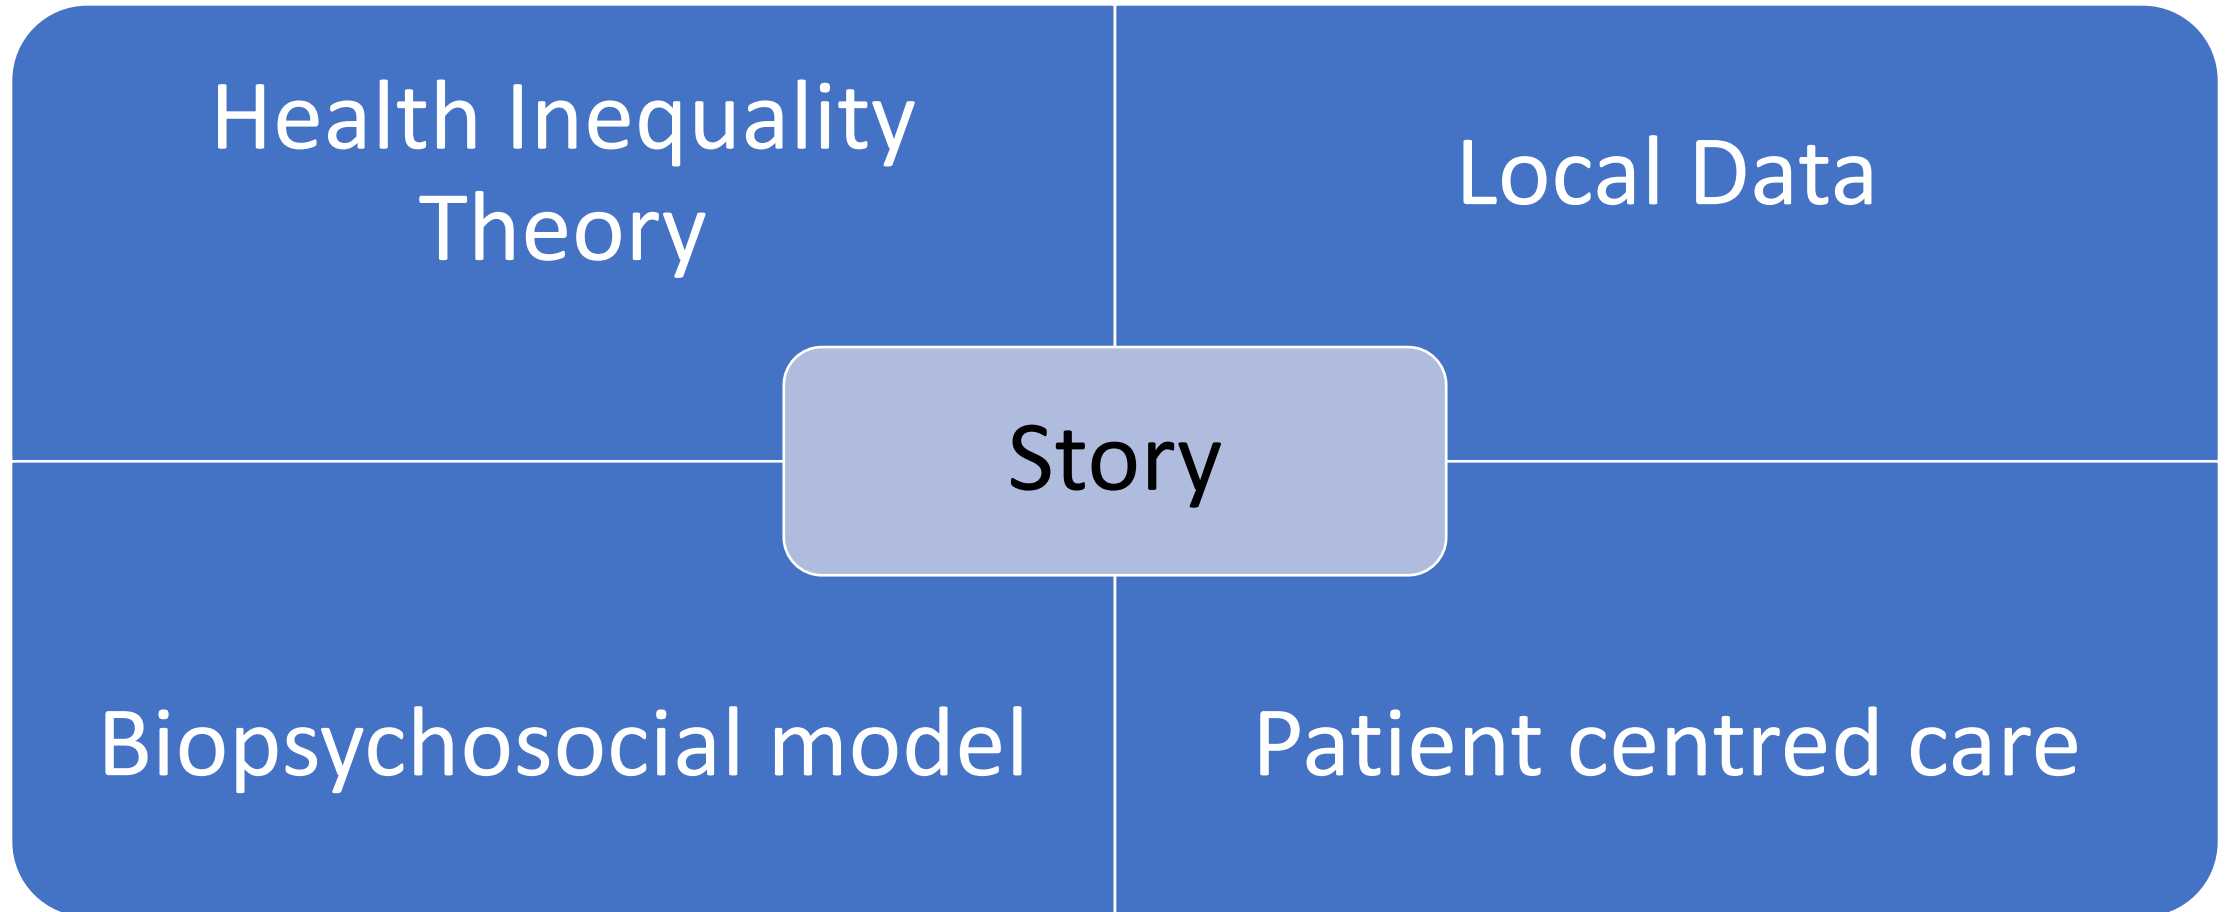 Health Inequality
Theory
Local Data
Story
Biopsychosocial model
Patient centred care